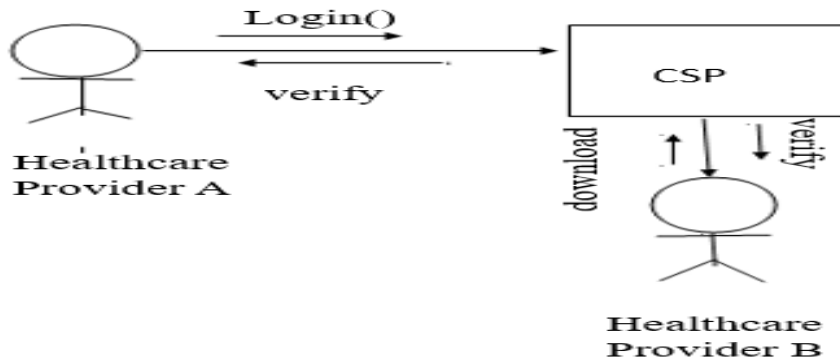 Login()
verify
CSP
Healthcare
Provider A
download
verify
Healthcare
Provider B